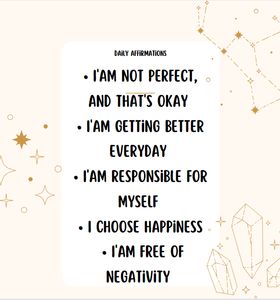 DAILY AFFIRMATIONS
• I'AM NOT PERFECT,
AND THAT'S OKAY
• I'AM GETTING BETTER
EVERYDAY
• I'AM RESPONSIBLE FOR
MYSELF
• I CHOOSE HAPPINESS
• I'AM FREE OF
NEGATIVITY